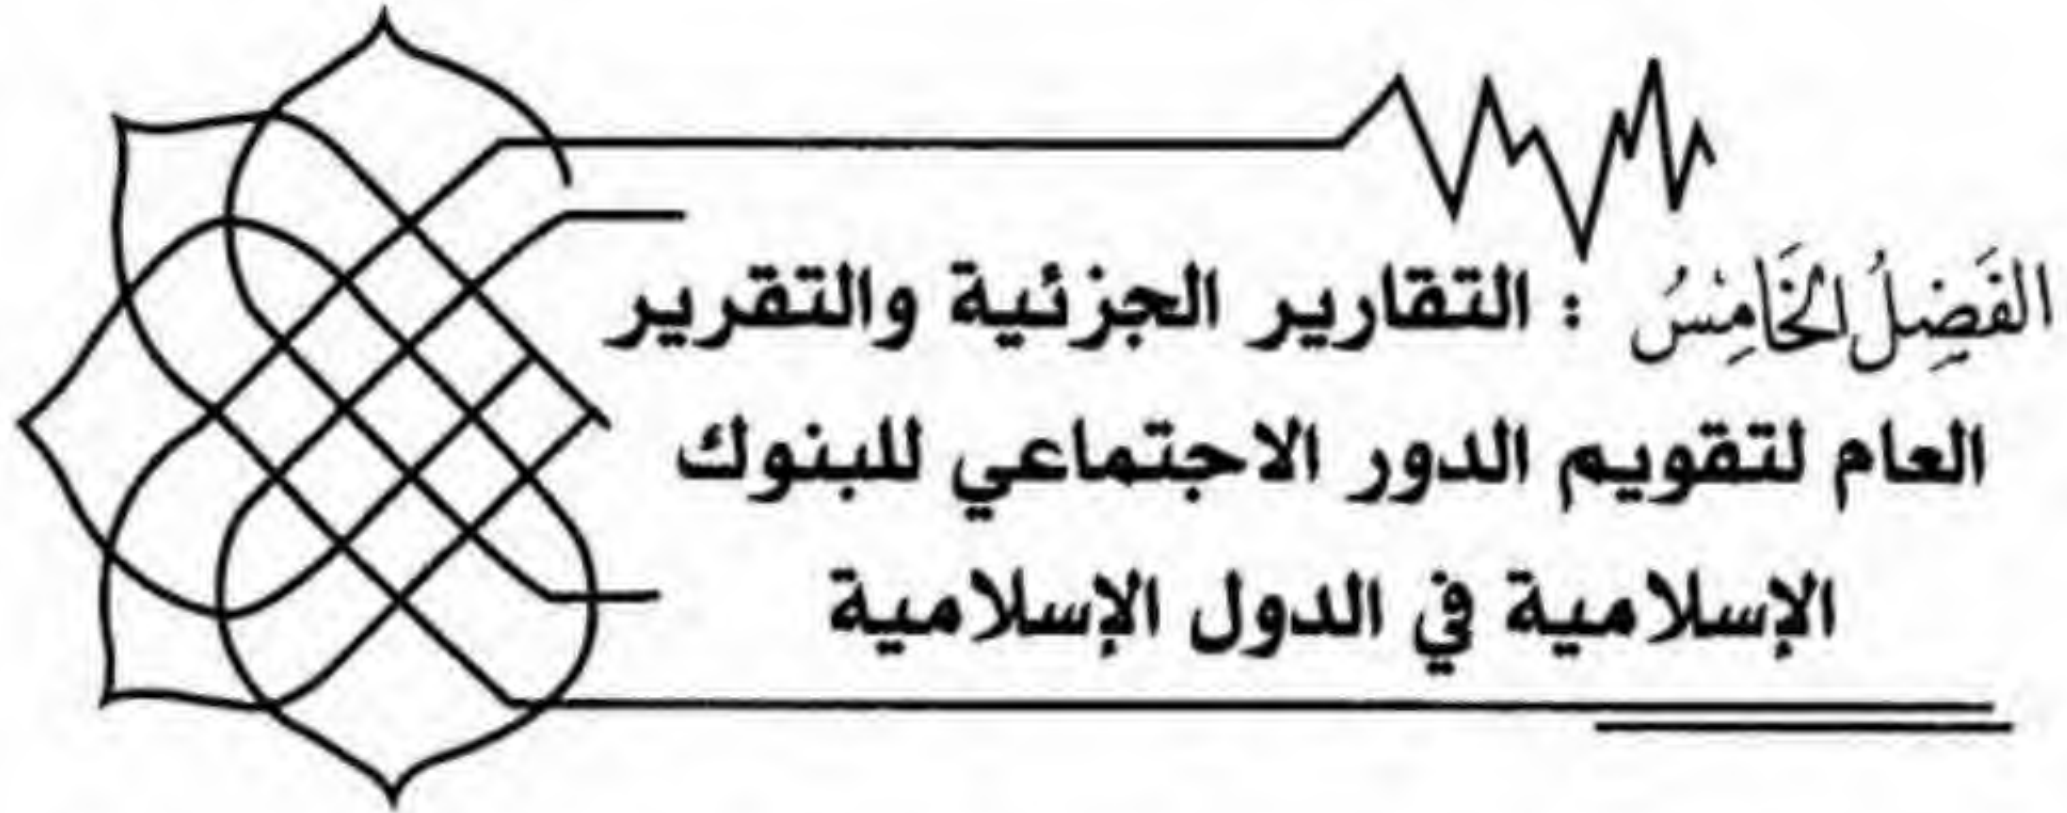 الفَصْلُ الخَامِسُ : التقارير الجزئية والتقرير
العام لتقويم الدور الاجتماعي للبنوك
الإسلامية في الدول الإسلامية